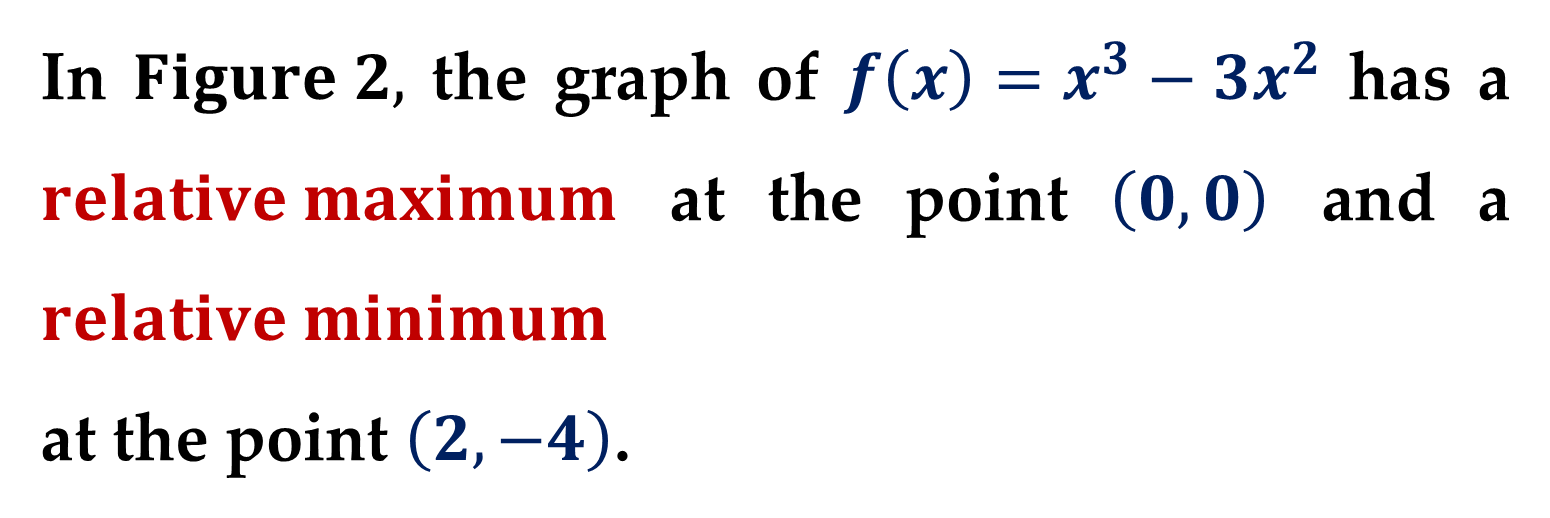 In Figure 2, the graph of f(x) = x³ − 3x² has a
relative maximum at the point (0, 0) and a
relative minimum
at the point (2, −4).